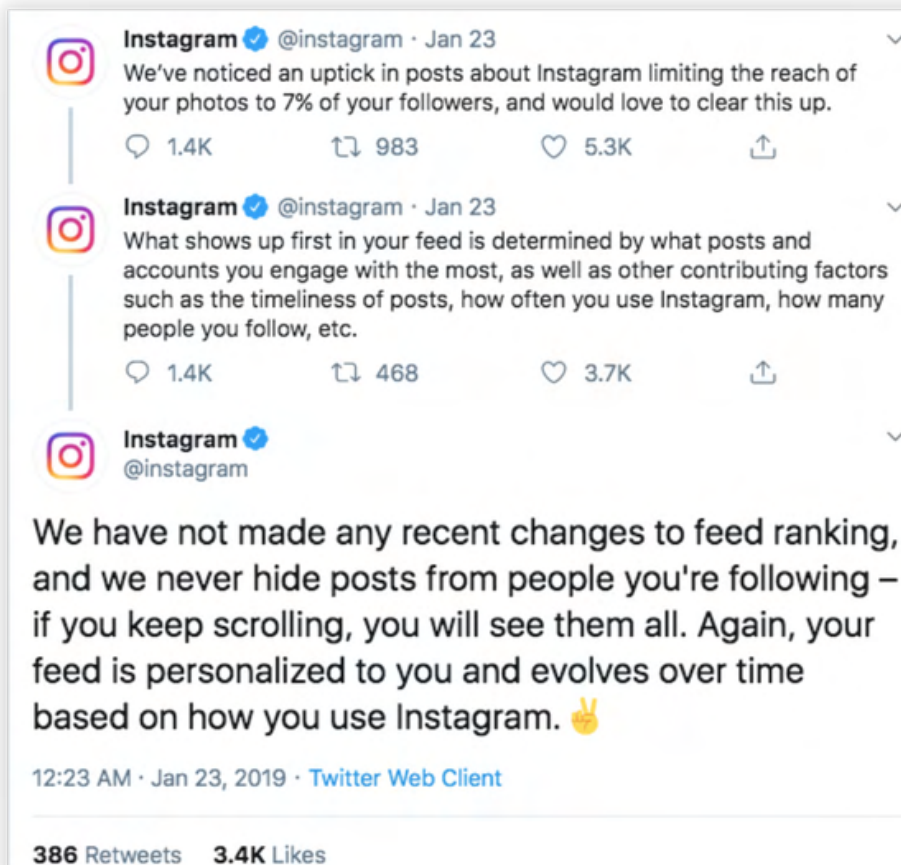 Instagram @instagram · Jan 23
We've noticed an uptick in posts about Instagram limiting the reach of
your photos to 7% of your followers, and would love to clear this up.
1.4K 983 5.3K
Instagram @instagram · Jan 23
What shows up first in your feed is determined by what posts and
accounts you engage with the most, as well as other contributing factors
such as the timeliness of posts, how often you use Instagram, how many
people you follow, etc.
1.4K 468 3.7K
Instagram
@instagram
We have not made any recent changes to feed ranking,
and we never hide posts from people you're following –
if you keep scrolling, you will see them all. Again, your
feed is personalized to you and evolves over time
based on how you use Instagram. ✌️
12:23 AM · Jan 23, 2019 · Twitter Web Client
386 Retweets 3.4K Likes